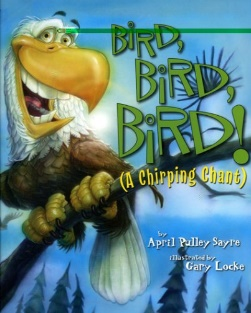 BIRD,
BIRD,
BIRD!
(A Chirping Chant)
by
April Pulley Sayre
illustrated by
Gary Locke